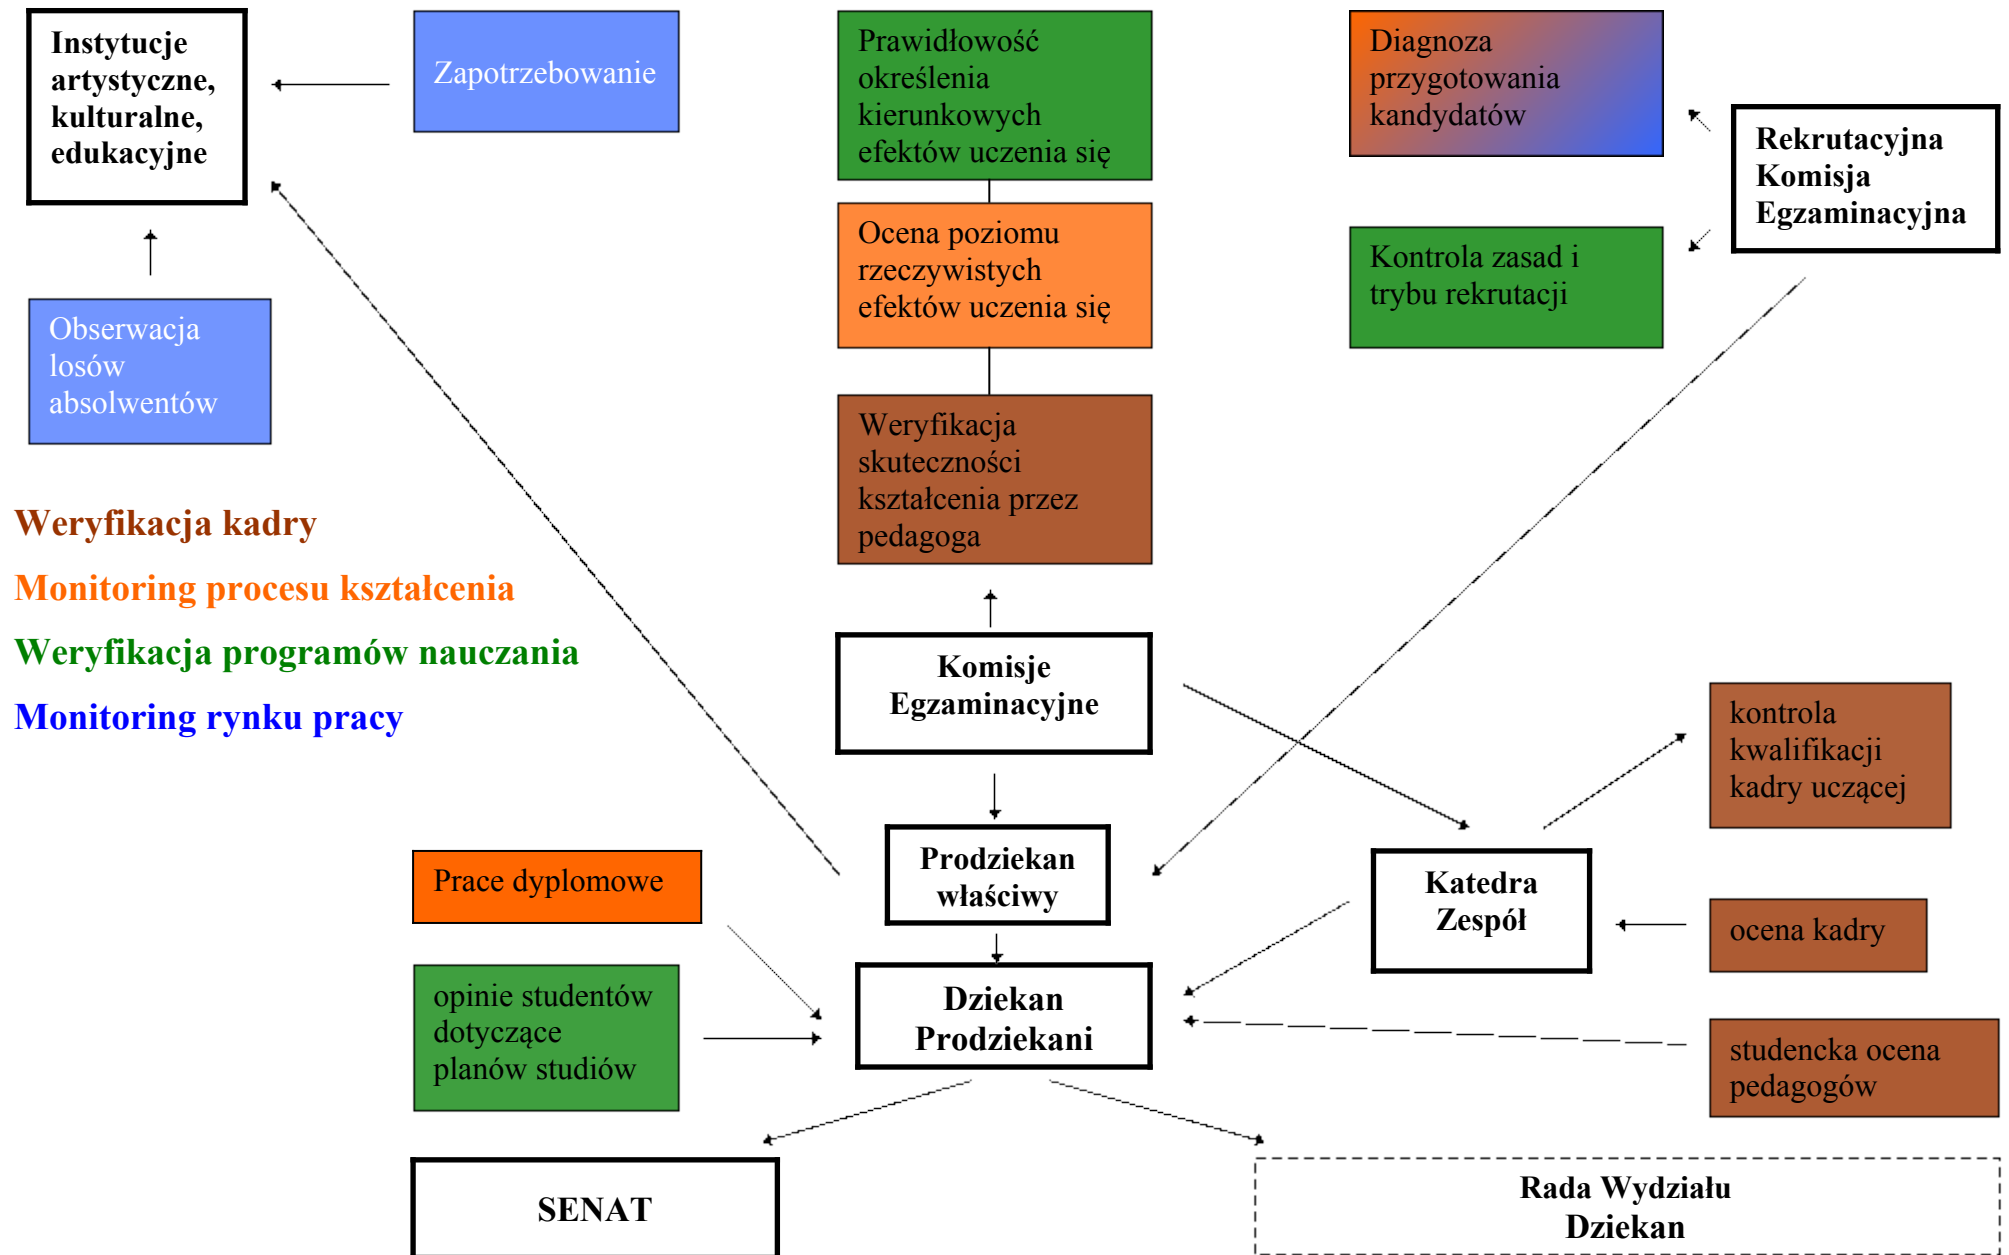 Instytucje
artystyczne,
kulturalne,
edukacyjne
Zapotrzebowanie
Prawidłowość
określenia
kierunkowych
efektów uczenia się
Diagnoza
przygotowania
kandydatów
Rekrutacyjna
Komisja
Egzaminacyjna
Ocena poziomu
rzeczywistych
efektów uczenia się
Kontrola zasad i
trybu rekrutacji
Obserwacja
losów
absolwentów
Weryfikacja
skuteczności
kształcenia przez
pedagoga
Weryfikacja kadry
Monitoring procesu kształcenia
Weryfikacja programów nauczania
Monitoring rynku pracy
Komisje
Egzaminacyjne
kontrola
kwalifikacji
kadry uczącej
Prodziekan
właściwy
Prace dyplomowe
Katedra
Zespół
ocena kadry
opinie studentów
dotyczące
planów studiów
Dziekan
Prodziekani
studencka ocena
pedagogów
SENAT
Rada Wydziału
Dziekan